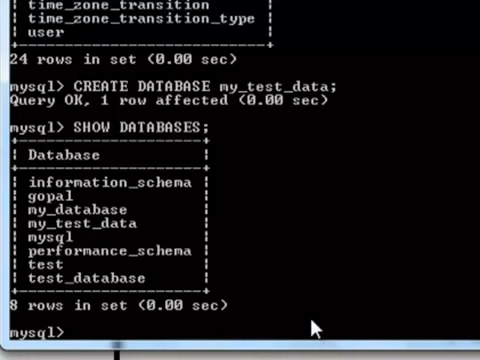 | time_zone_transition |
| time_zone_transition_type |
| user |
+---------------------------+
24 rows in set (0.00 sec)
mysql> CREATE DATABASE my_test_data;
Query OK, 1 row affected (0.00 sec)
mysql> SHOW DATABASES;
+--------------------+
| Database |
+--------------------+
| information_schema |
| gopal |
| my_database |
| my_test_data |
| mysql |
| performance_schema |
| test |
| test_database |
+--------------------+
8 rows in set (0.00 sec)
mysql>